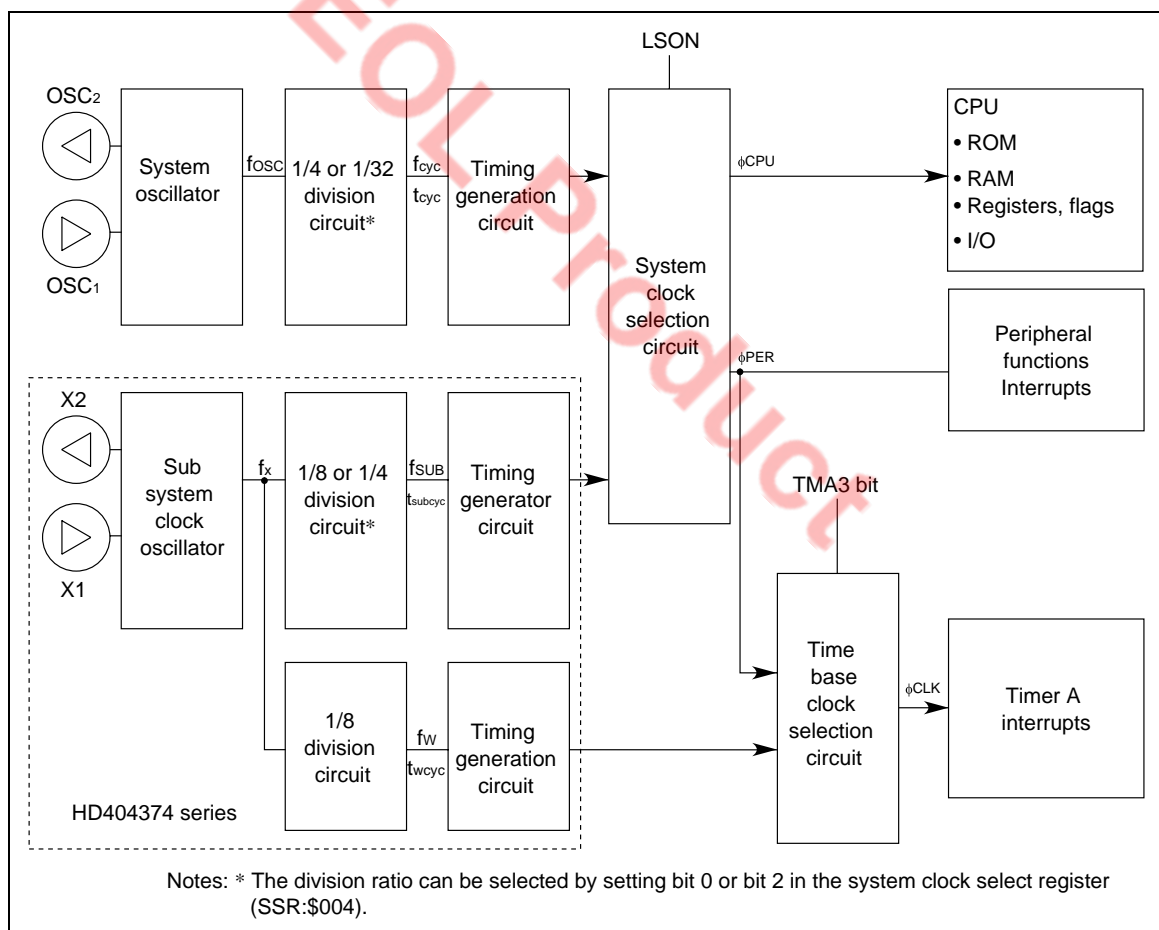 LSON
OSC2
OSC1
System
oscillator
fOSC
1/4 or 1/32
division
circuit*
fcyc
tcyc
Timing
generation
circuit
System
clock
selection
circuit
ϕCPU
CPU
• ROM
• RAM
• Registers, flags
• I/O
ϕPER
Peripheral
functions
Interrupts
X2
X1
Sub
system
clock
oscillator
fx
1/8 or 1/4
division
circuit*
fSUB
tsubcyc
Timing
generator
circuit
TMA3 bit
1/8
division
circuit
fW
twcyc
Timing
generation
circuit
Time
base
clock
selection
circuit
ϕCLK
Timer A
interrupts
HD404374 series
Notes: * The division ratio can be selected by setting bit 0 or bit 2 in the system clock select register
(SSR:$004).
EOL Product